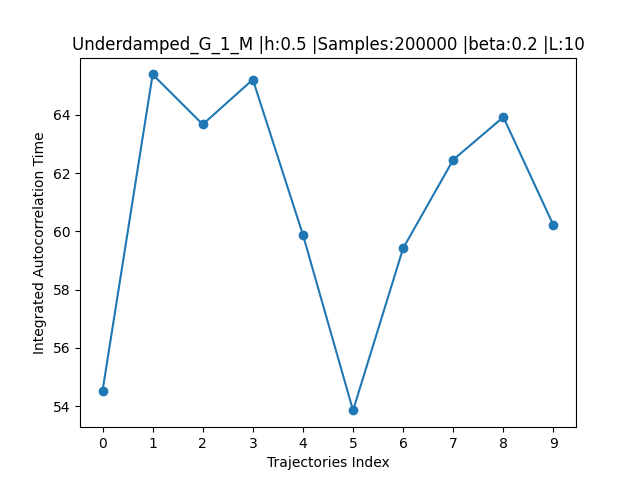 Underdamped_G_1_M |h:0.5 |Samples:200000 |beta:0.2 |L:10
Integrated Autocorrelation Time
64
62
60
58
56
54
0 1 2 3 4 5 6 7 8 9
Trajectories Index